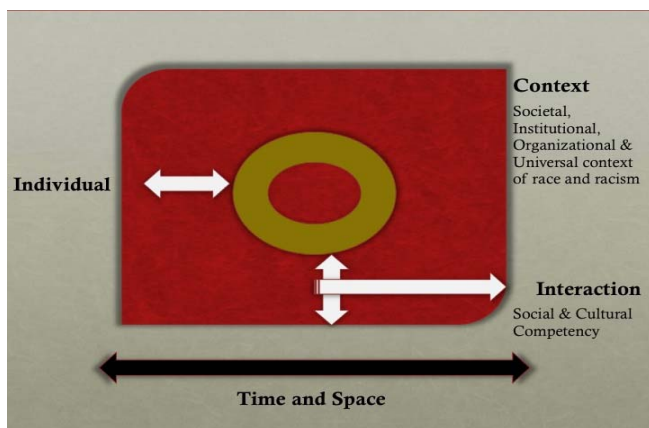 Context
Societal,
Institutional,
Organizational &
Universal context
of race and racism
Individual
Interaction
Social & Cultural
Competency
Time and Space